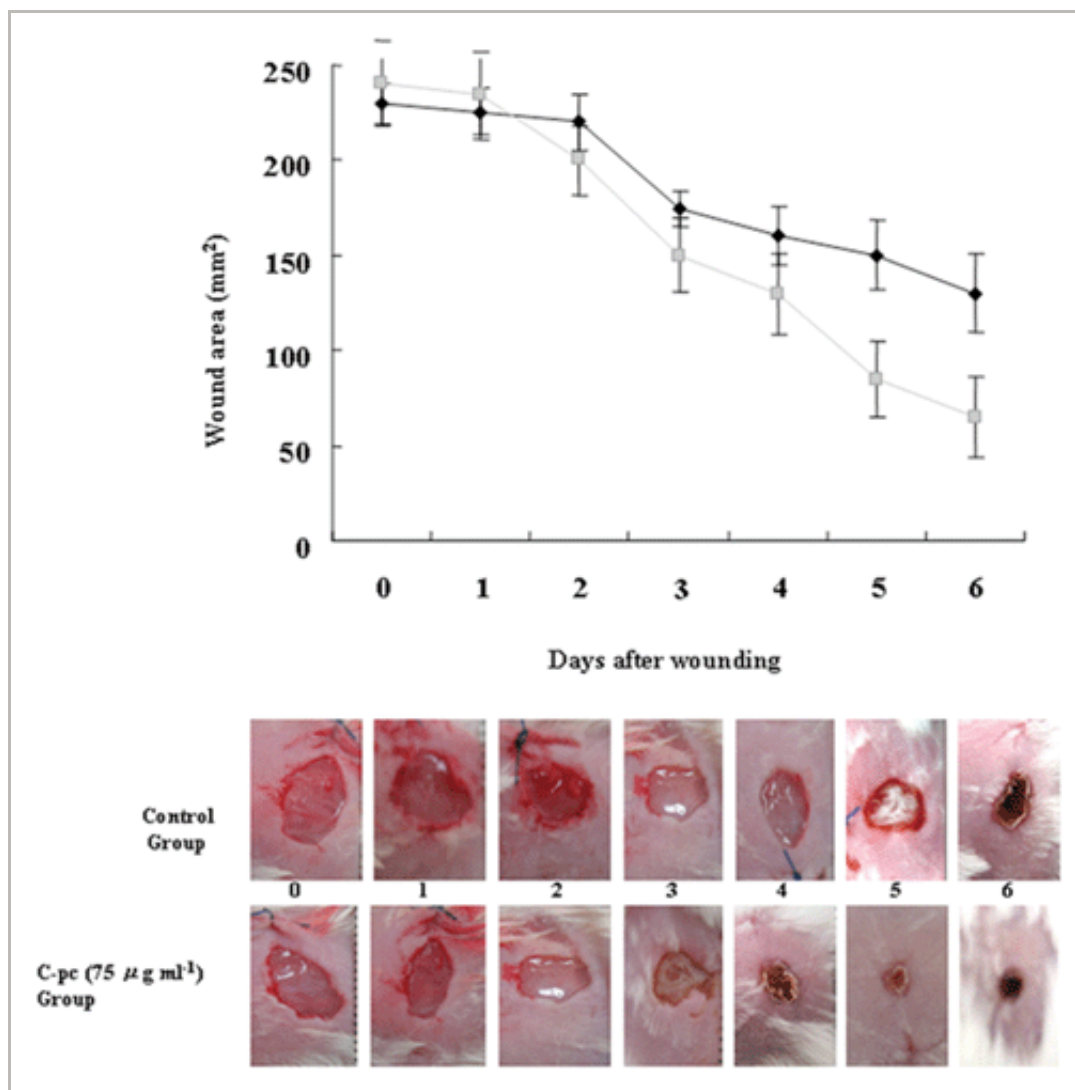 250
200
150
100
50
0
Wound area (mm²)
0 1 2 3 4 5 6
Days after wounding
Control
Group
0 1 2 3 4 5 6
C-pc (75 μg ml⁻¹)
Group